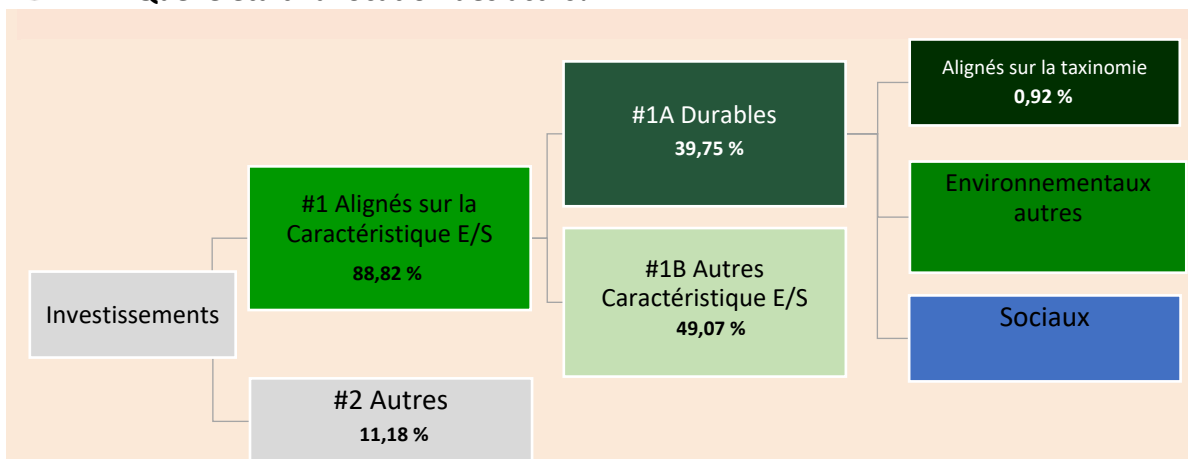 Investissements
#1 Alignés sur la
Caractéristique E/S
88,82 %
#2 Autres
11,18 %
#1A Durables
39,75 %
#1B Autres
Caractéristique E/S
49,07 %
Alignés sur la taxinomie
0,92 %
Environnementaux
autres
Sociaux